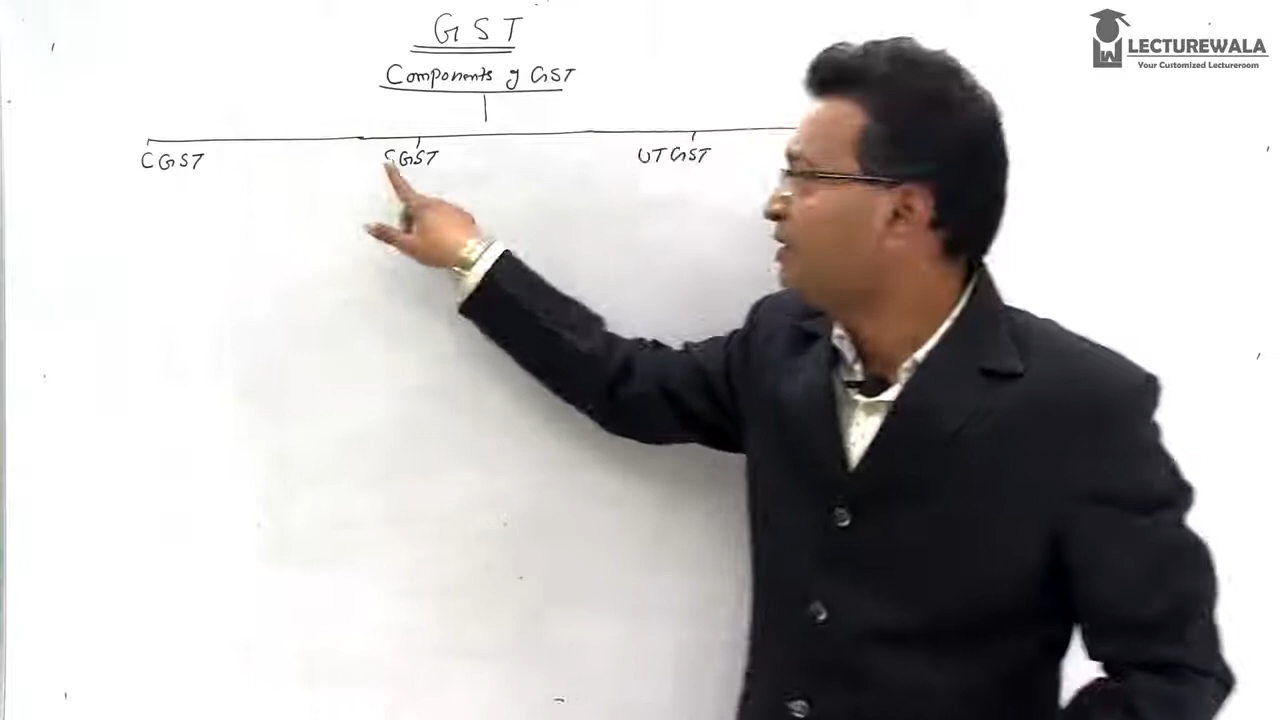 GST
Components of GST
CGST SGST UTGST
LECTUREWALA
Your Customized Lectureroom